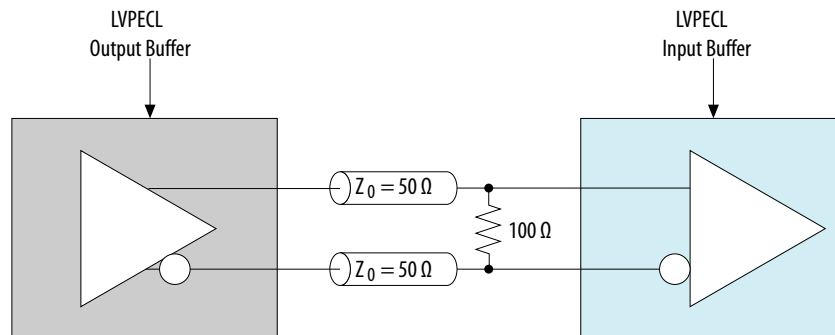 LVPECL
Output Buffer
LVPECL
Input Buffer
Z0 = 50 Ω
100 Ω
Z0 = 50 Ω